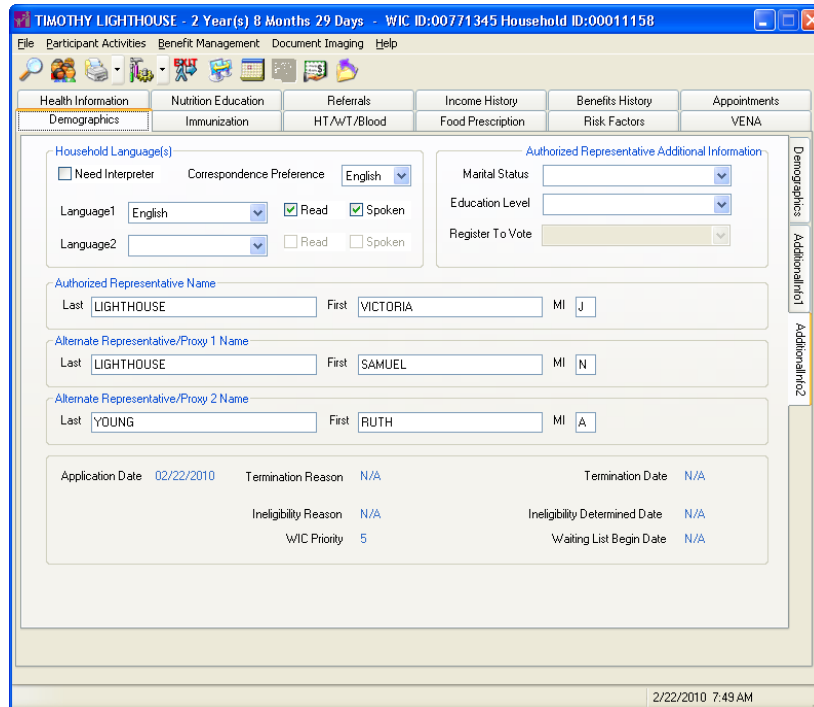 TIMOTHY LIGHTHOUSE - 2 Year(s) 8 Months 29 Days - WIC ID:00771345 Household ID:00011158
File Participant Activities Benefit Management Document Imaging Help
Health Information Nutrition Education Referrals Income History Benefits History Appointments
Demographics Immunization HT/WT/Blood Food Prescription Risk Factors VENA
Household Language(s) Authorized Representative Additional Information
Need Interpreter Correspondence Preference English Marital Status
Language1 English Read Spoken Education Level
Language2 Read Spoken Register To Vote
Demographics
AdditionalInfo1
AdditionalInfo2
Authorized Representative Name
Last LIGHTHOUSE First VICTORIA MI J
Alternate Representative/Proxy 1 Name
Last LIGHTHOUSE First SAMUEL MI N
Alternate Representative/Proxy 2 Name
Last YOUNG First RUTH MI A
Application Date 02/22/2010 Termination Reason N/A Termination Date N/A
Ineligibility Reason N/A Ineligibility Determined Date N/A
WIC Priority 5 Waiting List Begin Date N/A
2/22/2010 7:49 AM